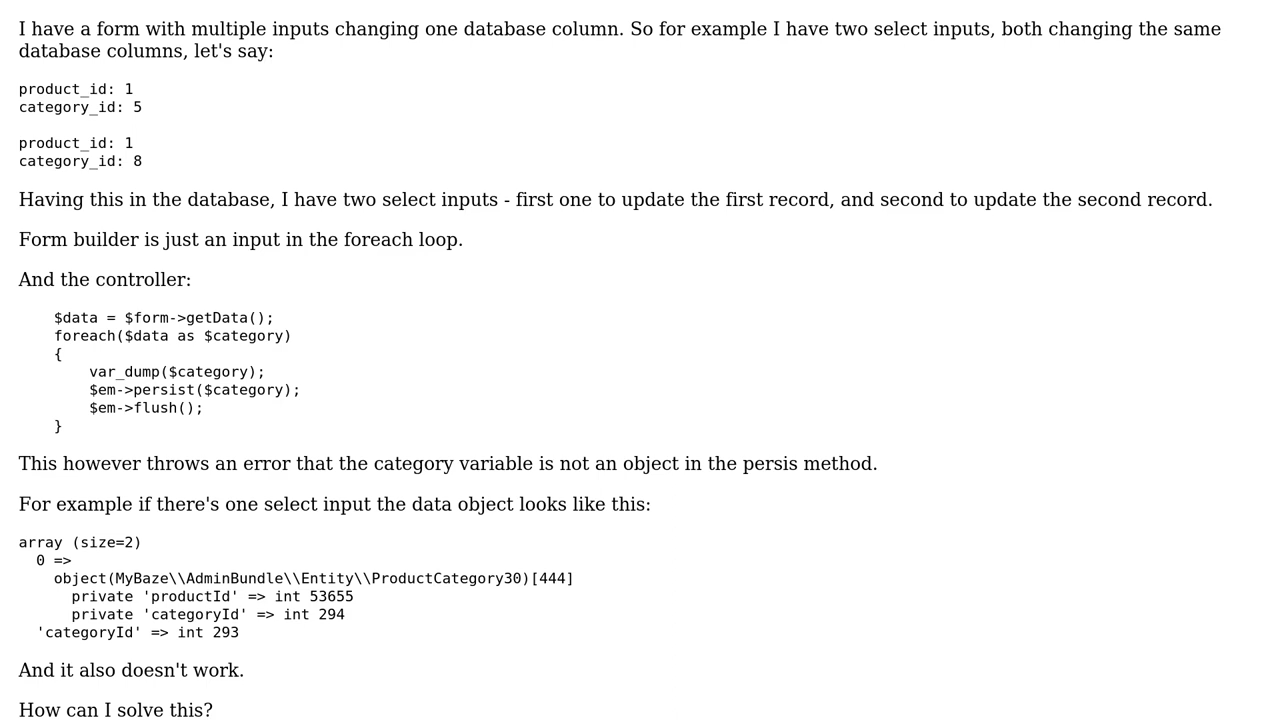 I have a form with multiple inputs changing one database column. So for example I have two select inputs, both changing the same
database columns, let's say:
product_id: 1
category_id: 5
product_id: 1
category_id: 8
Having this in the database, I have two select inputs - first one to update the first record, and second to update the second record.
Form builder is just an input in the foreach loop.
And the controller:
    $data = $form->getData();
    foreach($data as $category)
    {
        var_dump($category);
        $em->persist($category);
        $em->flush();
    }
This however throws an error that the category variable is not an object in the persis method.
For example if there's one select input the data object looks like this:
array (size=2)
  0 =>
    object(MyBaze\\AdminBundle\\Entity\\ProductCategory30)[444]
      private 'productId' => int 53655
      private 'categoryId' => int 294
  'categoryId' => int 293
And it also doesn't work.
How can I solve this?